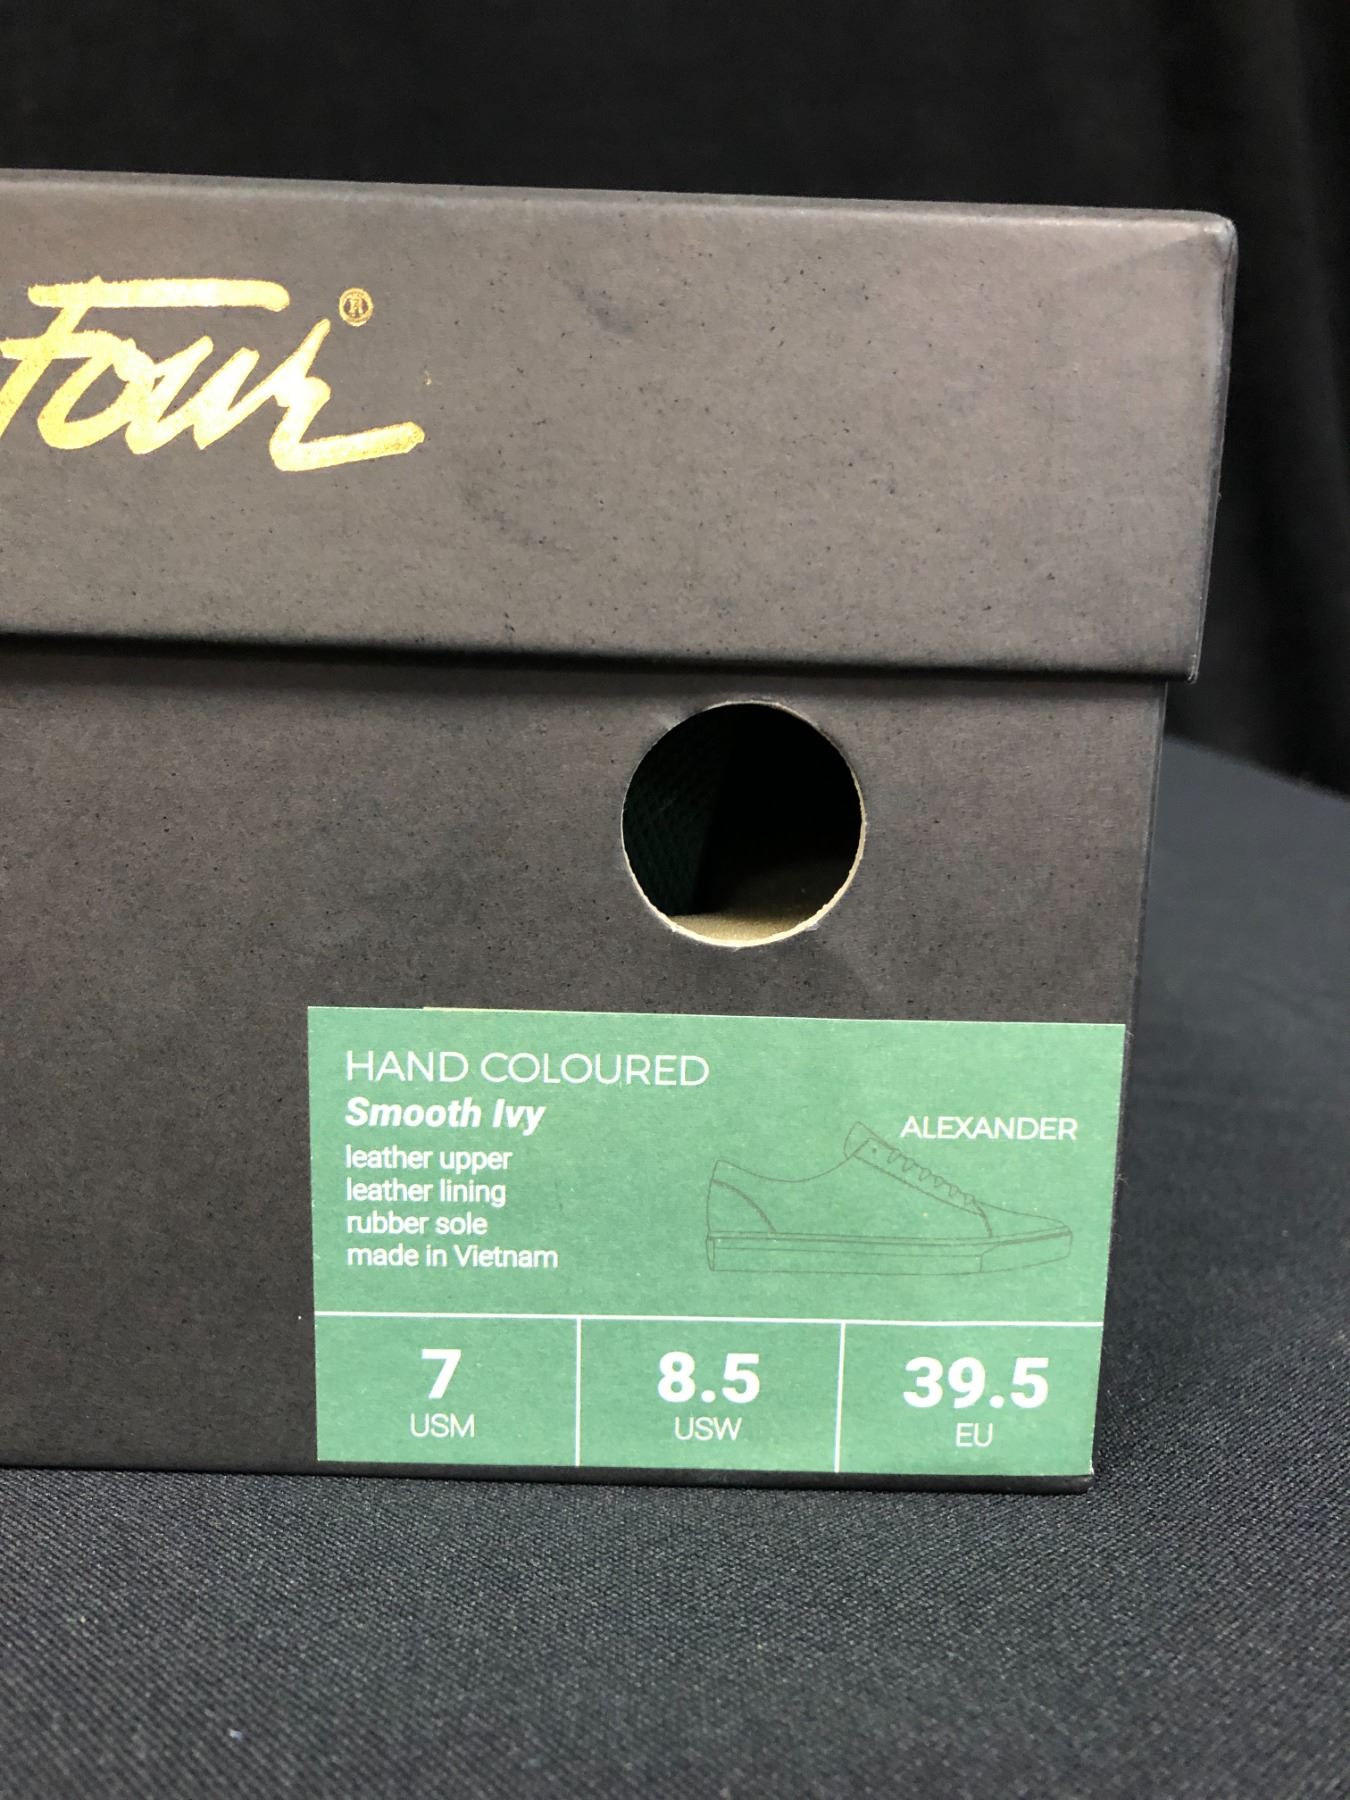 Four®
HAND COLOURED
Smooth Ivy
leather upper
leather lining
rubber sole
made in Vietnam
ALEXANDER
7
USM
8.5
USW
39.5
EU